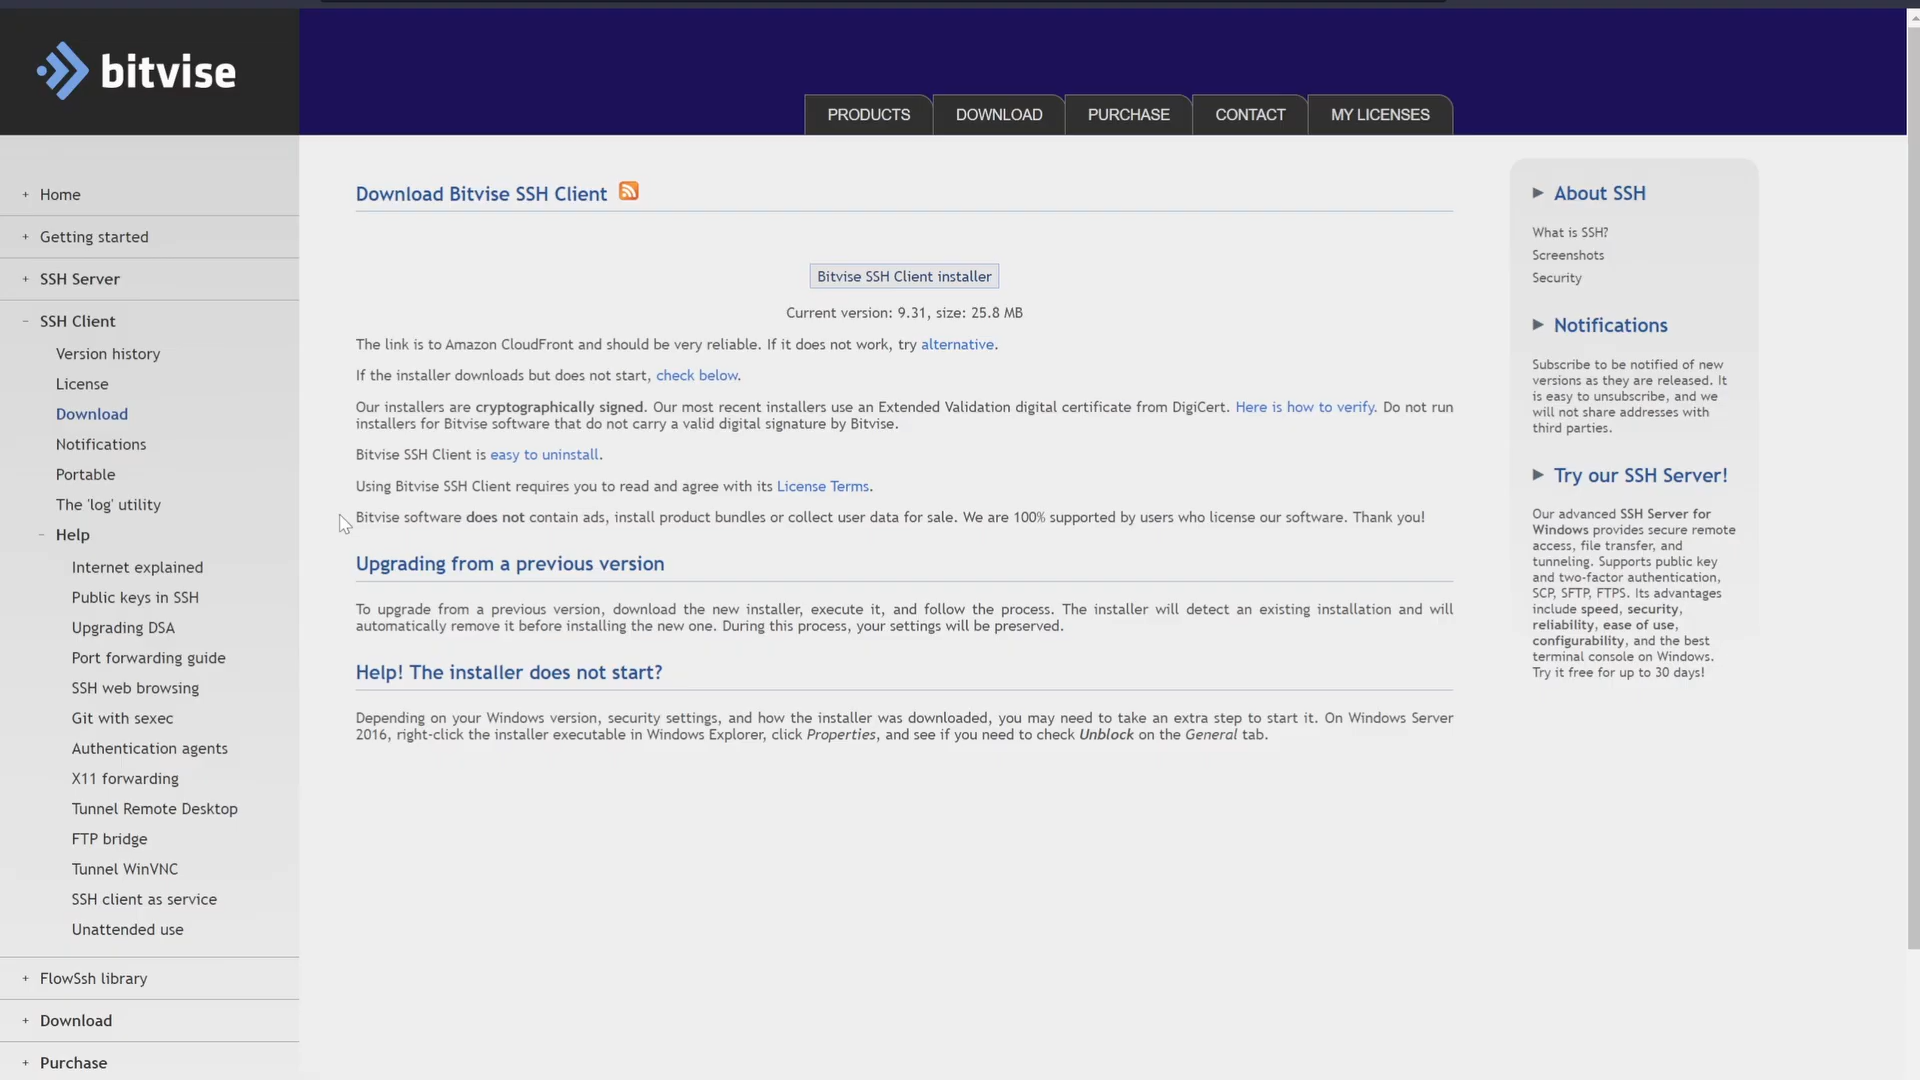 bitvise
PRODUCTS
DOWNLOAD
PURCHASE
CONTACT
MY LICENSES
+ Home
+ Getting started
+ SSH Server
- SSH Client
Version history
License
Download
Notifications
Portable
The 'log' utility
- Help
Internet explained
Public keys in SSH
Upgrading DSA
Port forwarding guide
SSH web browsing
Git with sexec
Authentication agents
X11 forwarding
Tunnel Remote Desktop
FTP bridge
Tunnel WinVNC
SSH client as service
Unattended use
+ FlowSsh library
+ Download
+ Purchase
Download Bitvise SSH Client
Bitvise SSH Client installer
Current version: 9.31, size: 25.8 MB
The link is to Amazon CloudFront and should be very reliable. If it does not work, try alternative.
If the installer downloads but does not start, check below.
Our installers are cryptographically signed. Our most recent installers use an Extended Validation digital certificate from DigiCert. Here is how to verify. Do not run
installers for Bitvise software that do not carry a valid digital signature by Bitvise.
Bitvise SSH Client is easy to uninstall.
Using Bitvise SSH Client requires you to read and agree with its License Terms.
Bitvise software does not contain ads, install product bundles or collect user data for sale. We are 100% supported by users who license our software. Thank you!
Upgrading from a previous version
To upgrade from a previous version, download the new installer, execute it, and follow the process. The installer will detect an existing installation and will
automatically remove it before installing the new one. During this process, your settings will be preserved.
Help! The installer does not start?
Depending on your Windows version, security settings, and how the installer was downloaded, you may need to take an extra step to start it. On Windows Server
2016, right-click the installer executable in Windows Explorer, click Properties, and see if you need to check Unblock on the General tab.
About SSH
What is SSH?
Screenshots
Security
Notifications
Subscribe to be notified of new
versions as they are released. It
is easy to unsubscribe, and we
will not share addresses with
third parties.
Try our SSH Server!
Our advanced SSH Server for
Windows provides secure remote
access, file transfer, and
tunneling. Supports public key
and two-factor authentication,
SCP, SFTP, FTPS. Its advantages
include speed, security,
reliability, ease of use,
configurability, and the best
terminal console on Windows.
Try it free for up to 30 days!